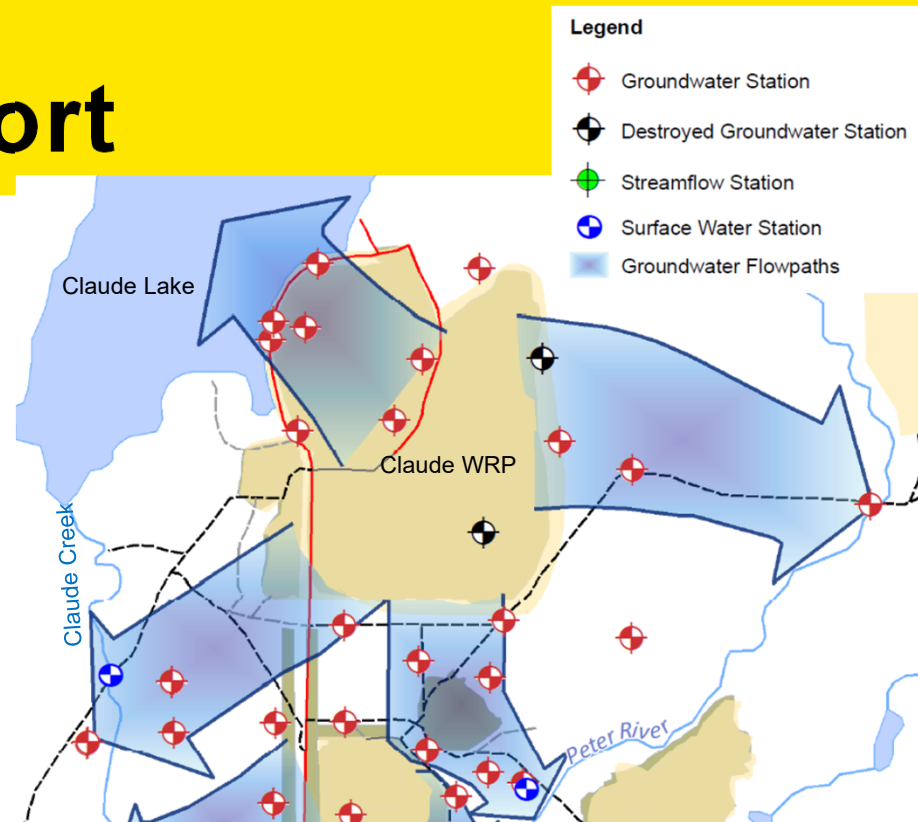 ort
Legend
Groundwater Station
Destroyed Groundwater Station
Streamflow Station
Surface Water Station
Groundwater Flowpaths
Claude Lake
Claude WRP
Claude Creek
Peter River